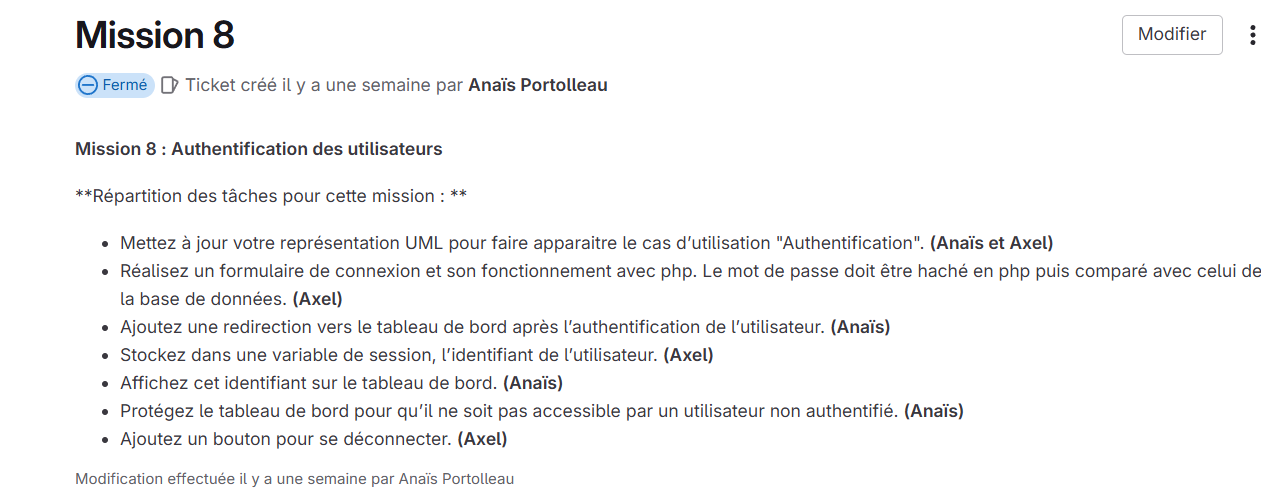 Mission 8
Modifier
Fermé Ticket créé il y a une semaine par Anaïs Portolleau
Mission 8 : Authentification des utilisateurs
**Répartition des tâches pour cette mission : **
• Mettez à jour votre représentation UML pour faire apparaitre le cas d’utilisation "Authentification". (Anaïs et Axel)
• Réalisez un formulaire de connexion et son fonctionnement avec php. Le mot de passe doit être haché en php puis comparé avec celui de
la base de données. (Axel)
• Ajoutez une redirection vers le tableau de bord après l’authentification de l’utilisateur. (Anaïs)
• Stockez dans une variable de session, l’identifiant de l’utilisateur. (Axel)
• Affichez cet identifiant sur le tableau de bord. (Anaïs)
• Protégez le tableau de bord pour qu’il ne soit pas accessible par un utilisateur non authentifié. (Anaïs)
• Ajoutez un bouton pour se déconnecter. (Axel)
Modification effectuée il y a une semaine par Anaïs Portolleau